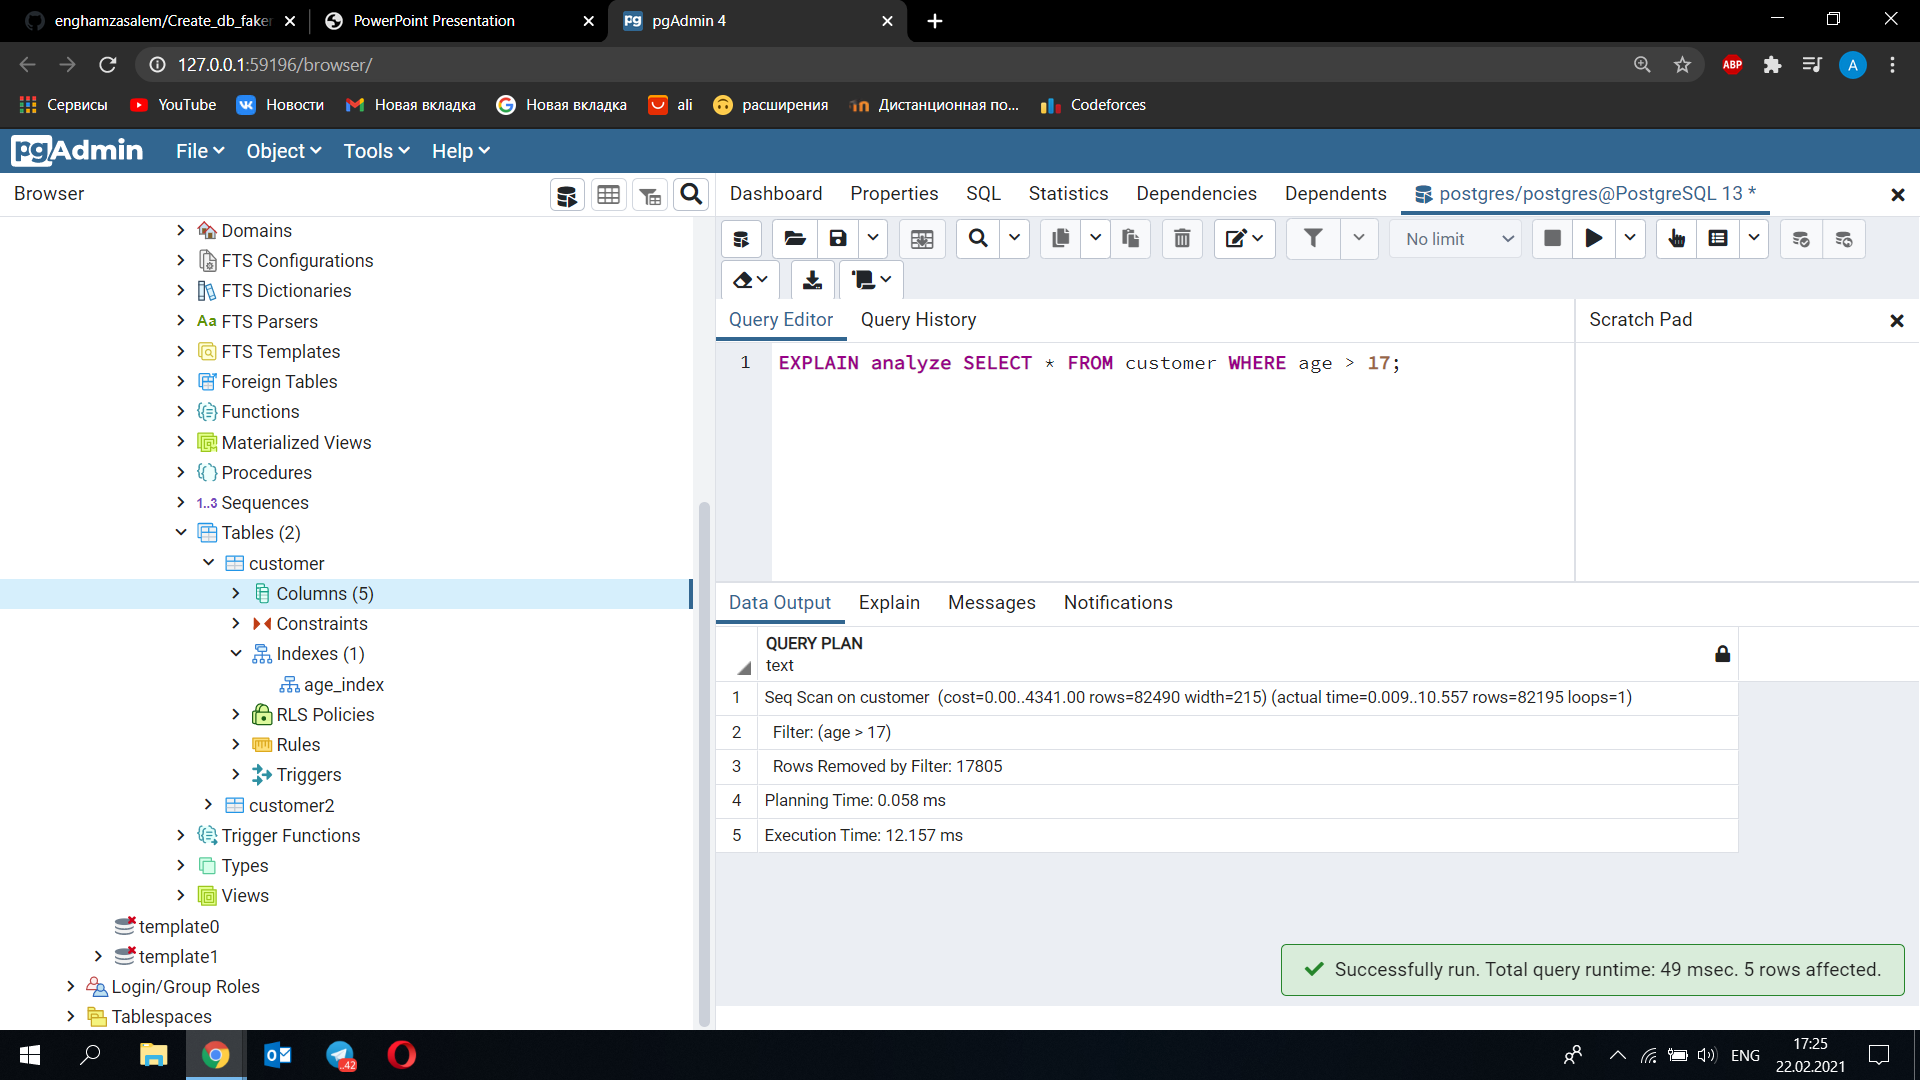 enghamzasalem/Create_db_faker
PowerPoint Presentation
pgAdmin 4
127.0.0.1:59196/browser/
ABP
A
Сервисы
YouTube
Новости
Новая вкладка
Новая вкладка
ali
расширения
Дистанционная по...
Codeforces
pgAdmin
File
Object
Tools
Help
Browser
Dashboard
Properties
SQL
Statistics
Dependencies
Dependents
postgres/postgres@PostgreSQL 13 *
No limit
Domains
FTS Configurations
FTS Dictionaries
Aa FTS Parsers
FTS Templates
Foreign Tables
Functions
Materialized Views
Procedures
1..3 Sequences
Tables (2)
customer
Columns (5)
Constraints
Indexes (1)
age_index
RLS Policies
Rules
Triggers
customer2
Trigger Functions
Types
Views
template0
template1
Login/Group Roles
Tablespaces
Query Editor
Query History
Scratch Pad
1 EXPLAIN analyze SELECT * FROM customer WHERE age > 17;
Data Output
Explain
Messages
Notifications
QUERY PLAN
text
1 Seq Scan on customer (cost=0.00..4341.00 rows=82490 width=215) (actual time=0.009..10.557 rows=82195 loops=1)
2 Filter: (age > 17)
3 Rows Removed by Filter: 17805
4 Planning Time: 0.058 ms
5 Execution Time: 12.157 ms
Successfully run. Total query runtime: 49 msec. 5 rows affected.
42
ENG
17:25
22.02.2021